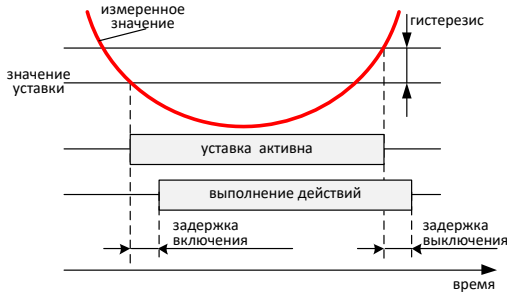 измеренное
значение
гистерезис
значение
уставки
уставка активна
выполнение действий
задержка
включения
задержка
выключения
время